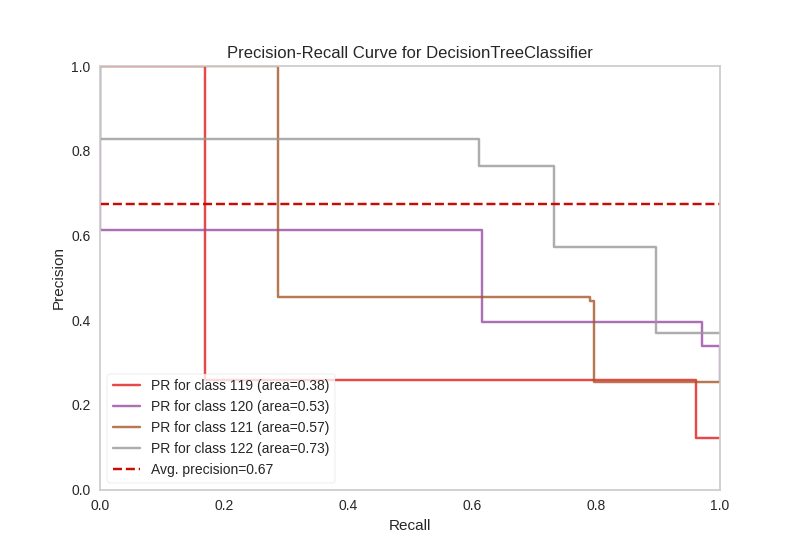 Precision-Recall Curve for DecisionTreeClassifier
1.0
0.8
0.6
0.4
0.2
0.0
Precision
PR for class 119 (area=0.38)
PR for class 120 (area=0.53)
PR for class 121 (area=0.57)
PR for class 122 (area=0.73)
Avg. precision=0.67
0.0 0.2 0.4 0.6 0.8 1.0
Recall